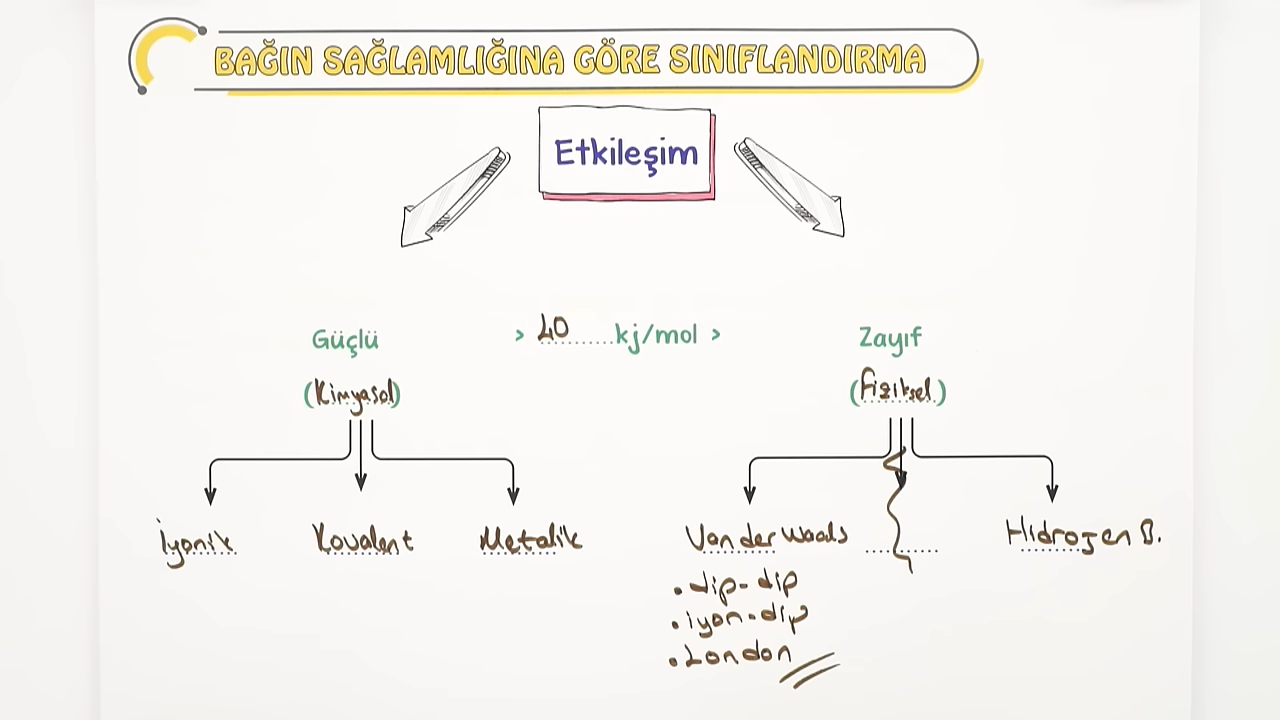 BAĞIN SAĞLAMLIĞINA GÖRE SINIFLANDIRMA
Etkileşim
Güçlü > 40 kj/mol > Zayıf
(Kimyasal) (Fiziksel)
İyonik Kovalent Metalik Van der Waals Hidrojen B.
• dip-dip
• iyon-dip
• London